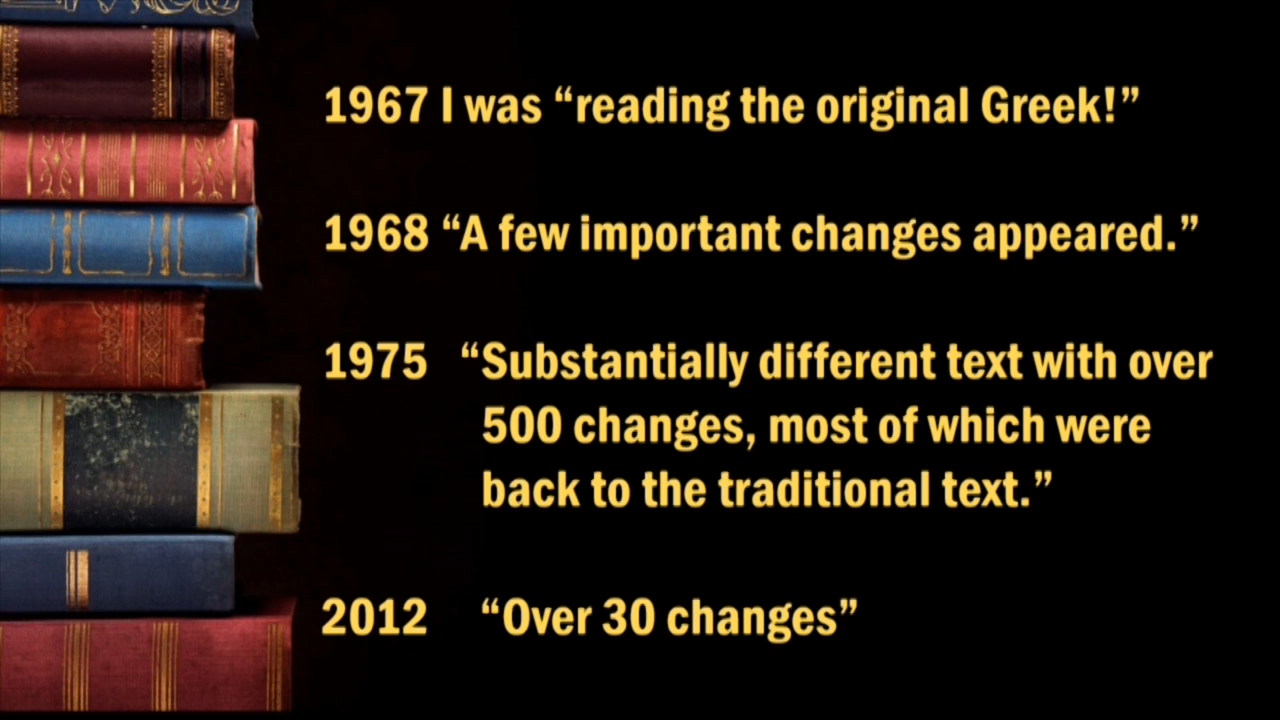 1967 I was “reading the original Greek!”
1968 “A few important changes appeared.”
1975 “Substantially different text with over
500 changes, most of which were
back to the traditional text.”
2012 “Over 30 changes”